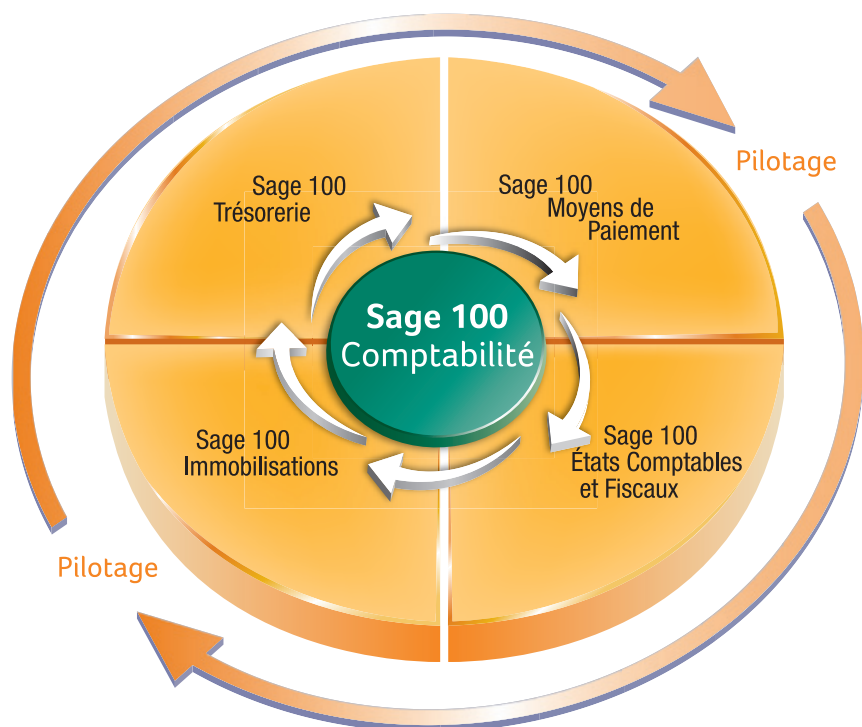 Pilotage
Sage 100
Trésorerie
Sage 100
Moyens de
Paiement
Sage 100
Comptabilité
Sage 100
Immobilisations
Sage 100
États Comptables
et Fiscaux
Pilotage